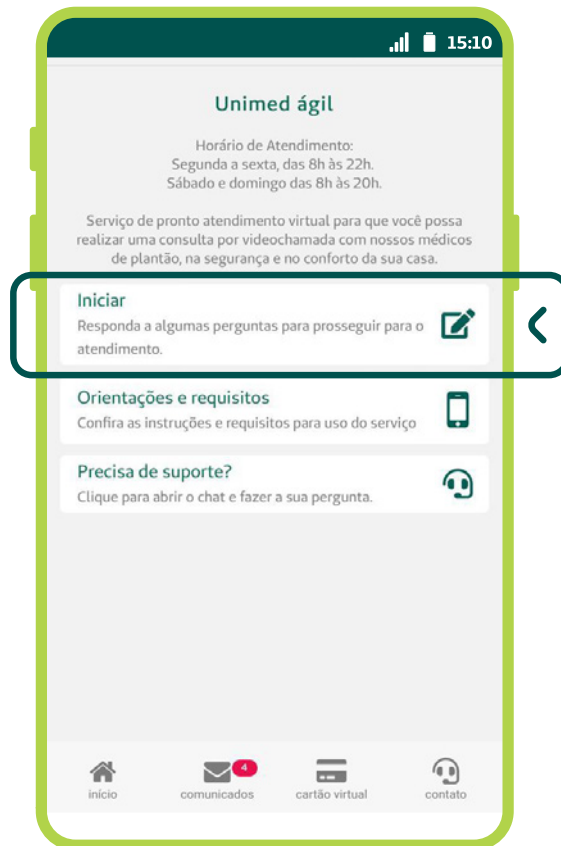 15:10
Unimed ágil
Horário de Atendimento:
Segunda a sexta, das 8h às 22h.
Sábado e domingo das 8h às 20h.
Serviço de pronto atendimento virtual para que você possa
realizar uma consulta por videochamada com nossos médicos
de plantão, na segurança e no conforto da sua casa.
Iniciar
Responda a algumas perguntas para prosseguir para o
atendimento.
Orientações e requisitos
Confira as instruções e requisitos para uso do serviço
Precisa de suporte?
Clique para abrir o chat e fazer a sua pergunta.
4
início comunicados cartão virtual contato